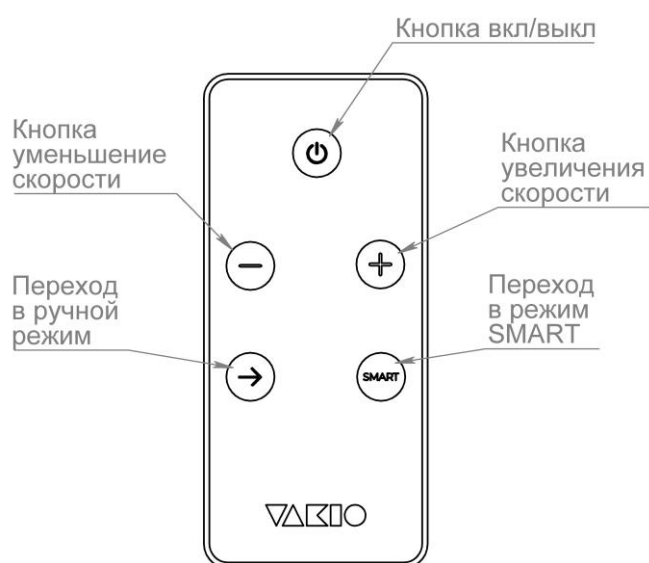 Кнопка вкл/выкл
Кнопка
уменьшение
скорости
Кнопка
увеличения
скорости
Переход
в ручной
режим
Переход
в режим
SMART
SMART
VAKIO